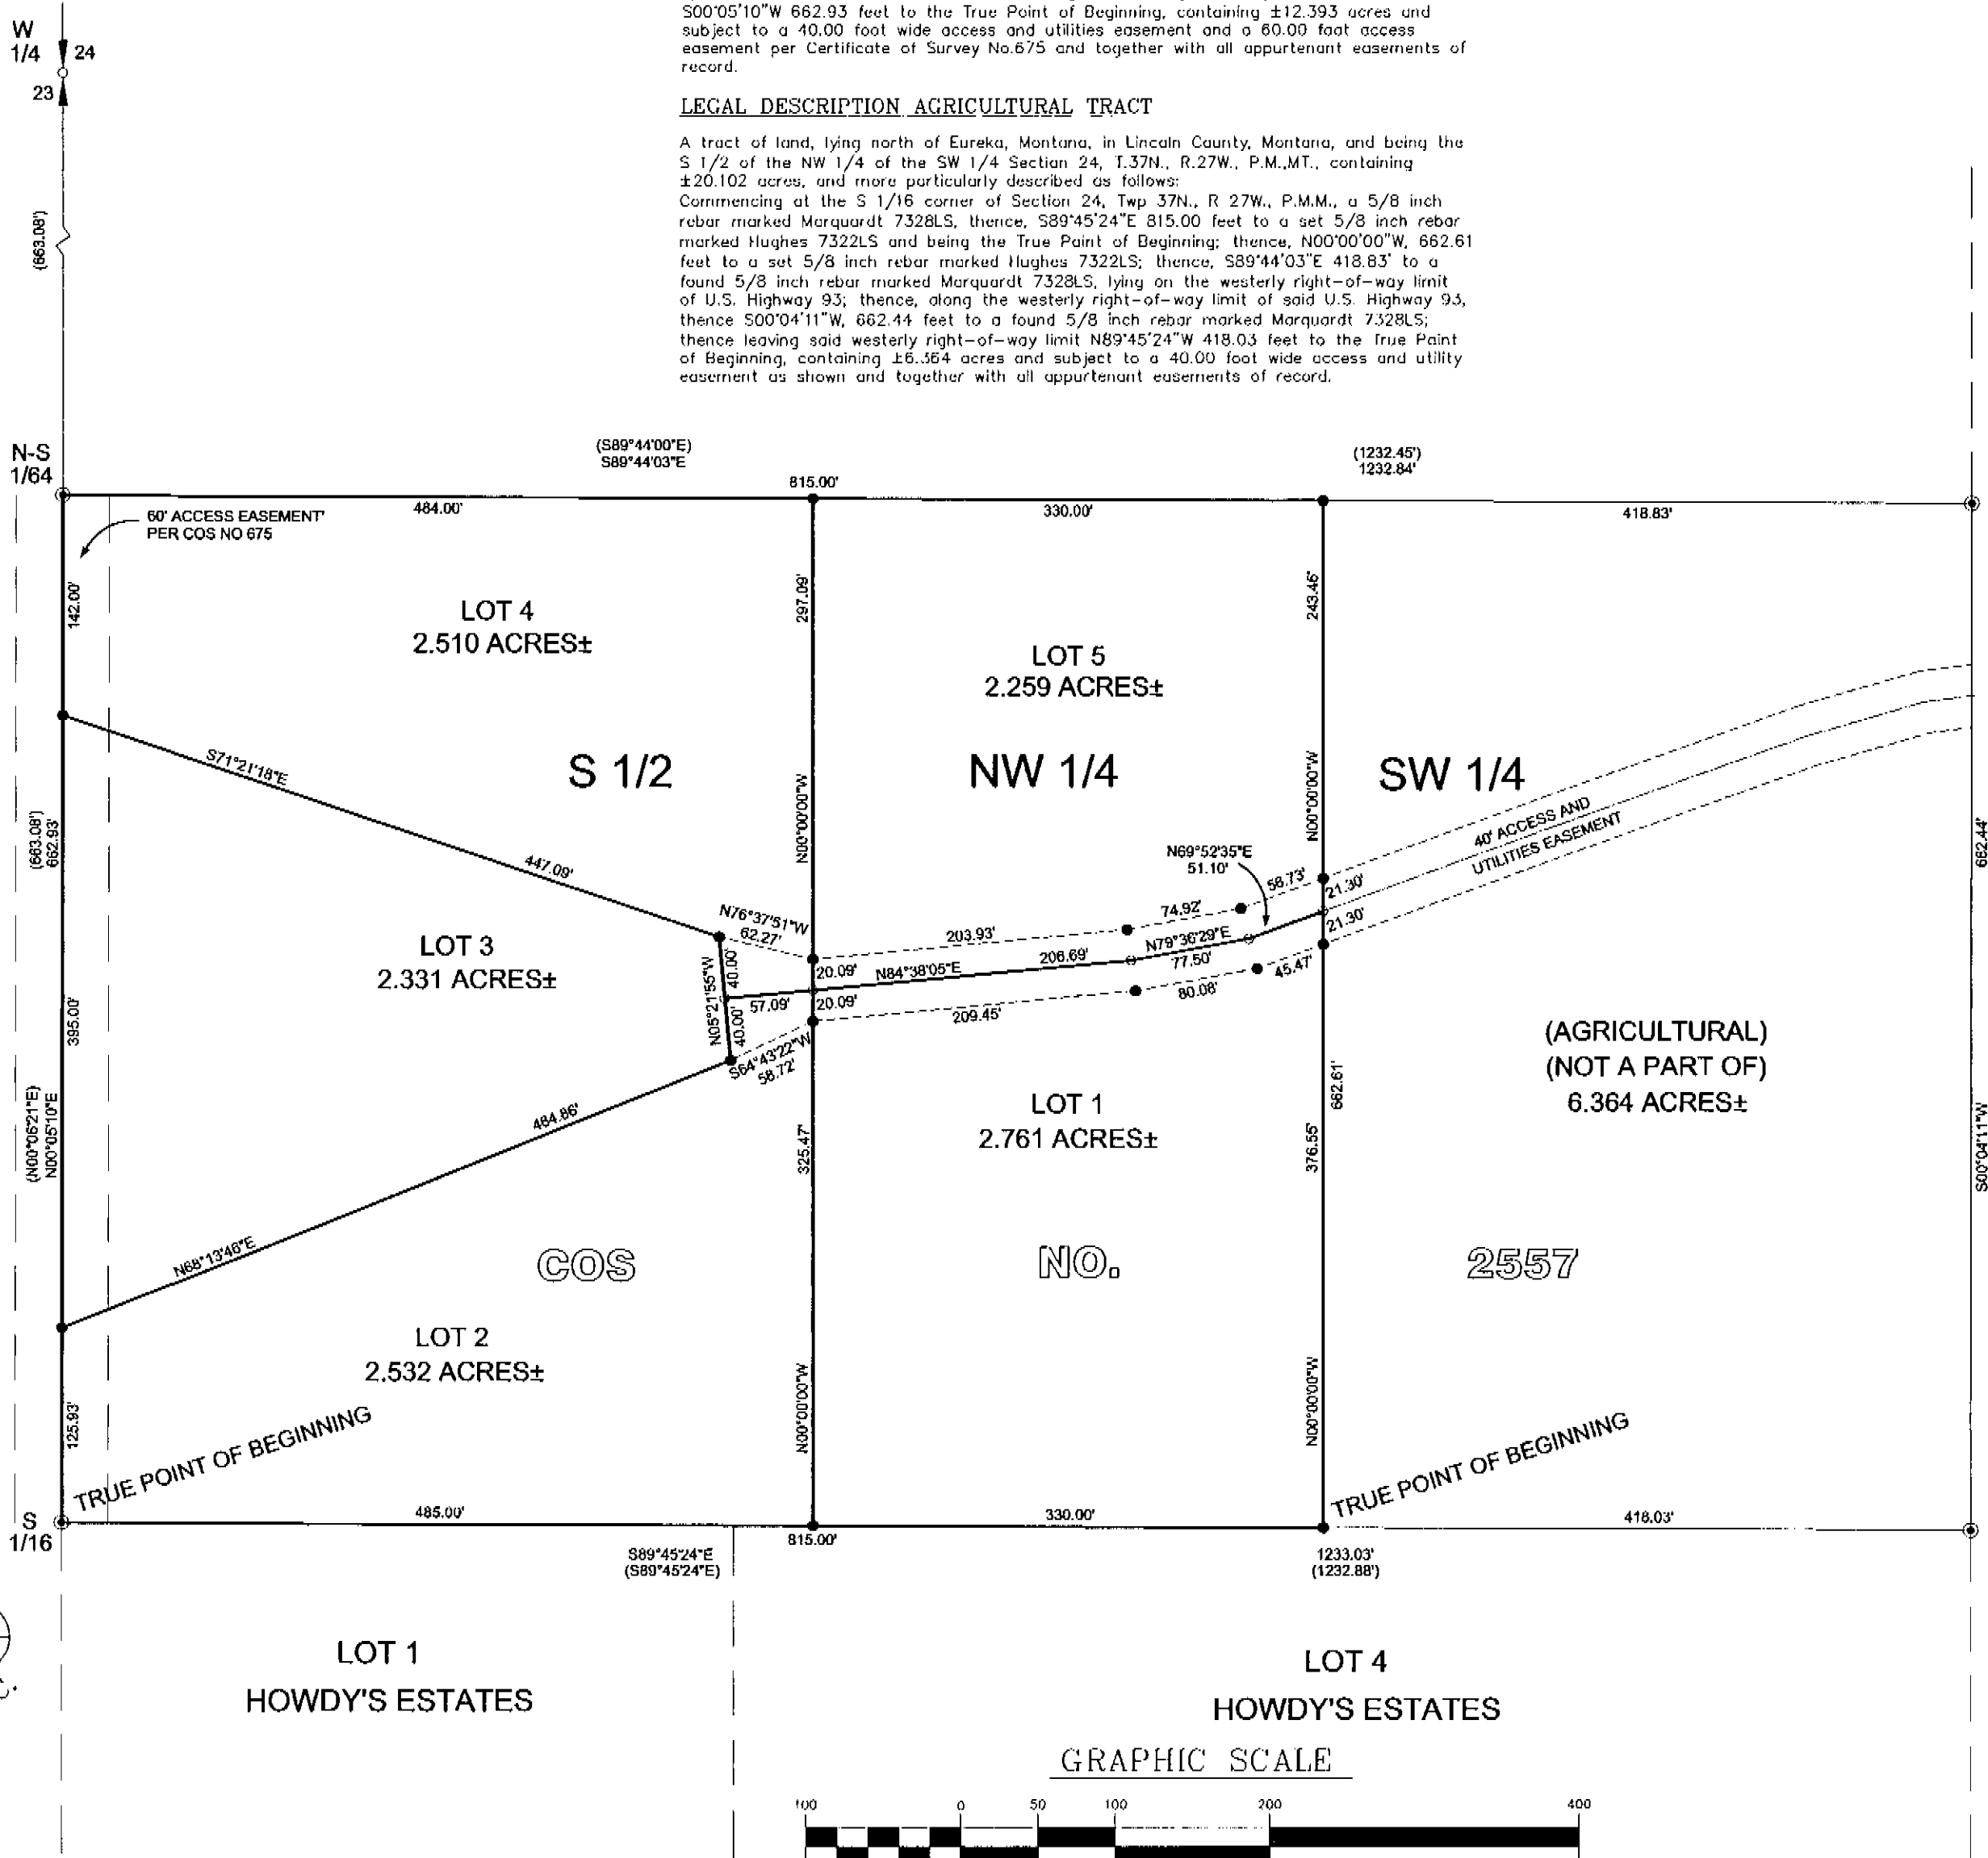 S00°05'10"W 662.93 feet to the True Point of Beginning, containing ±12.393 acres and
subject to a 40.00 foot wide access and utilities easement and a 60.00 foot access
easement per Certificate of Survey No.675 and together with all appurtenant easements of
record.
W
1/4
24
23
(663.08')
LEGAL DESCRIPTION AGRICULTURAL TRACT
A tract of land, lying north of Eureka, Montana, in Lincoln County, Montana, and being the
S 1/2 of the NW 1/4 of the SW 1/4 Section 24, T.37N., R.27W., P.M.,MT., containing
±20.102 acres, and more particularly described as follows:
Commencing at the S 1/16 corner of Section 24, Twp 37N., R 27W., P.M.M., a 5/8 inch
rebar marked Marquardt 7328LS, thence, S89°45'24"E 815.00 feet to a set 5/8 inch rebar
marked Hughes 7322LS and being the True Point of Beginning; thence, N00°00'00"W, 662.61
feet to a set 5/8 inch rebar marked Hughes 7322LS; thence, S89°44'03"E 418.83' to a
found 5/8 inch rebar marked Marquardt 7328LS, lying on the westerly right-of-way limit
of U.S. Highway 93; thence, along the westerly right-of-way limit of said U.S. Highway 93,
thence S00°04'11"W, 662.44 feet to a found 5/8 inch rebar marked Marquardt 7328LS;
thence leaving said westerly right-of-way limit N89°45'24"W 418.03 feet to the True Point
of Beginning, containing ±6.364 acres and subject to a 40.00 foot wide access and utility
easement as shown and together with all appurtenant easements of record.
N-S
1/64
(S89°44'00"E)
S89°44'03"E
815.00'
(1232.45')
1232.84'
484.00'
330.00'
418.83'
60' ACCESS EASEMENT'
PER COS NO 675
142.00'
297.09'
243.46'
LOT 4
2.510 ACRES±
LOT 5
2.259 ACRES±
S71°21'18"E
447.09'
S 1/2
NW 1/4
SW 1/4
N00°00'00"W
N00°00'00"W
(663.08')
662.93'
662.44'
40' ACCESS AND
UTILITIES EASEMENT
N69°52'35"E
51.10'
58.73'
21.30'
21.30'
74.92'
203.93'
N76°37'51"W
62.27'
N79°36'29"E
77.50'
206.69'
N84°38'05"E
20.09'
20.09'
57.09'
40.00'
40.00'
N05°21'55"W
45.47'
80.08'
209.45'
S64°43'22"W
58.72'
LOT 3
2.331 ACRES±
395.00'
(N00°06'21"E)
N00°05'10"E
484.86'
N68°13'46"E
LOT 1
2.761 ACRES±
325.47'
376.55'
662.61'
(AGRICULTURAL)
(NOT A PART OF)
6.364 ACRES±
S00°04'11"W
COS
NO.
2557
LOT 2
2.532 ACRES±
N00°00'00"W
N00°00'00"W
125.93'
TRUE POINT OF BEGINNING
TRUE POINT OF BEGINNING
S
1/16
485.00'
330.00'
418.03'
815.00'
S89°45'24"E
(S89°45'24"E)
1233.03'
(1232.88')
LOT 1
HOWDY'S ESTATES
LOT 4
HOWDY'S ESTATES
GRAPHIC SCALE
100 0 50 100 200 400